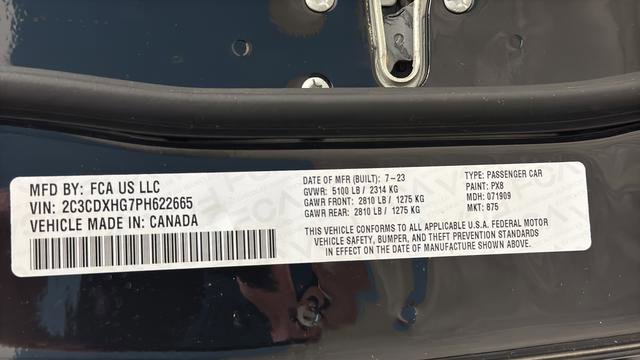 MFD BY: FCA US LLC
VIN: 2C3CDXHG7PH622665
VEHICLE MADE IN: CANADA
DATE OF MFR (BUILT): 7-23
GVWR: 5100 LB / 2314 KG
GAWR FRONT: 2810 LB / 1275 KG
GAWR REAR: 2810 LB / 1275 KG
TYPE: PASSENGER CAR
PAINT: PX8
MDH: 071909
MKT: 675
THIS VEHICLE CONFORMS TO ALL APPLICABLE U.S.A. FEDERAL MOTOR
VEHICLE SAFETY, BUMPER, AND THEFT PREVENTION STANDARDS
IN EFFECT ON THE DATE OF MANUFACTURE SHOWN ABOVE.